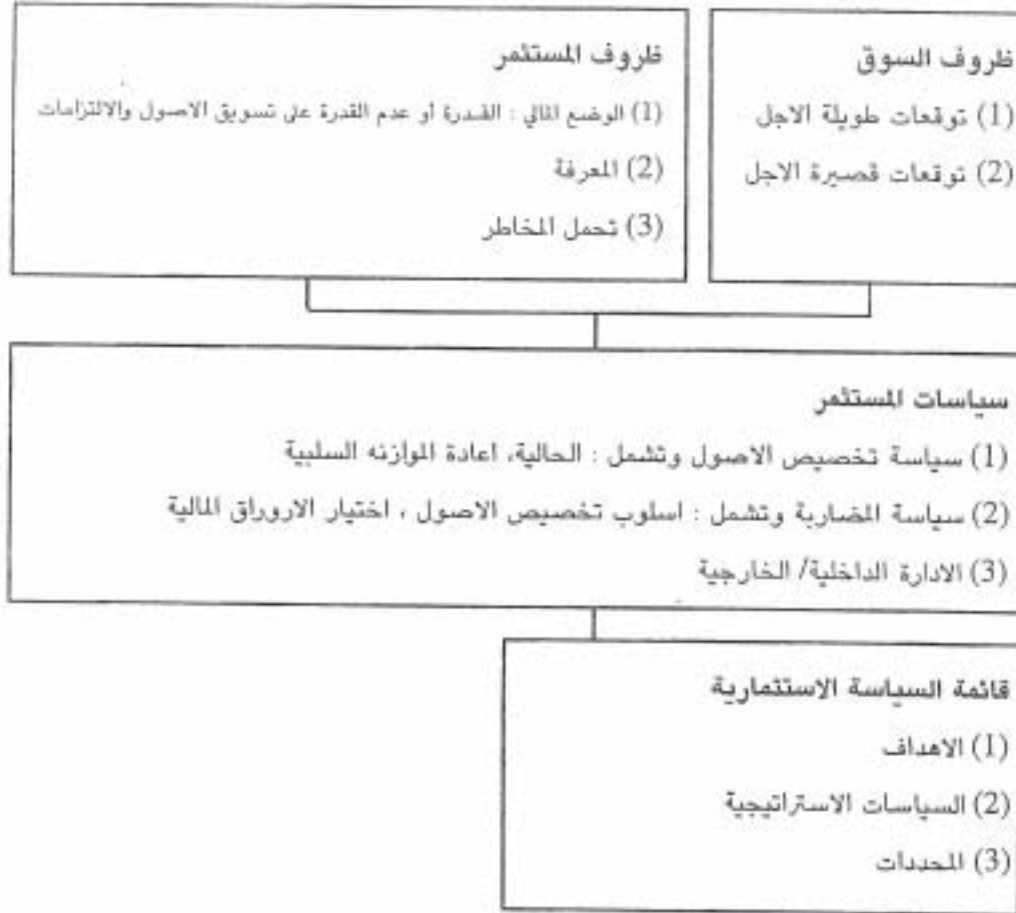 ظروف السوق
(1) توقعات طويلة الاجل
(2) توقعات قصيرة الاجل
ظروف المستثمر
(1) الوضع المالي : القدرة أو عدم القدرة على تسويق الاصول والالتزامات
(2) المعرفة
(3) تحمل المخاطر
سياسات المستثمر
(1) سياسة تخصيص الاصول وتشمل : الحالية، اعادة الموازنه السلبية
(2) سياسة المضاربة وتشمل : اسلوب تخصيص الاصول ، اختيار الاروراق المالية
(3) الادارة الداخلية/ الخارجية
قائمة السياسة الاستثمارية
(1) الاهداف
(2) السياسات الاستراتيجية
(3) المحددات